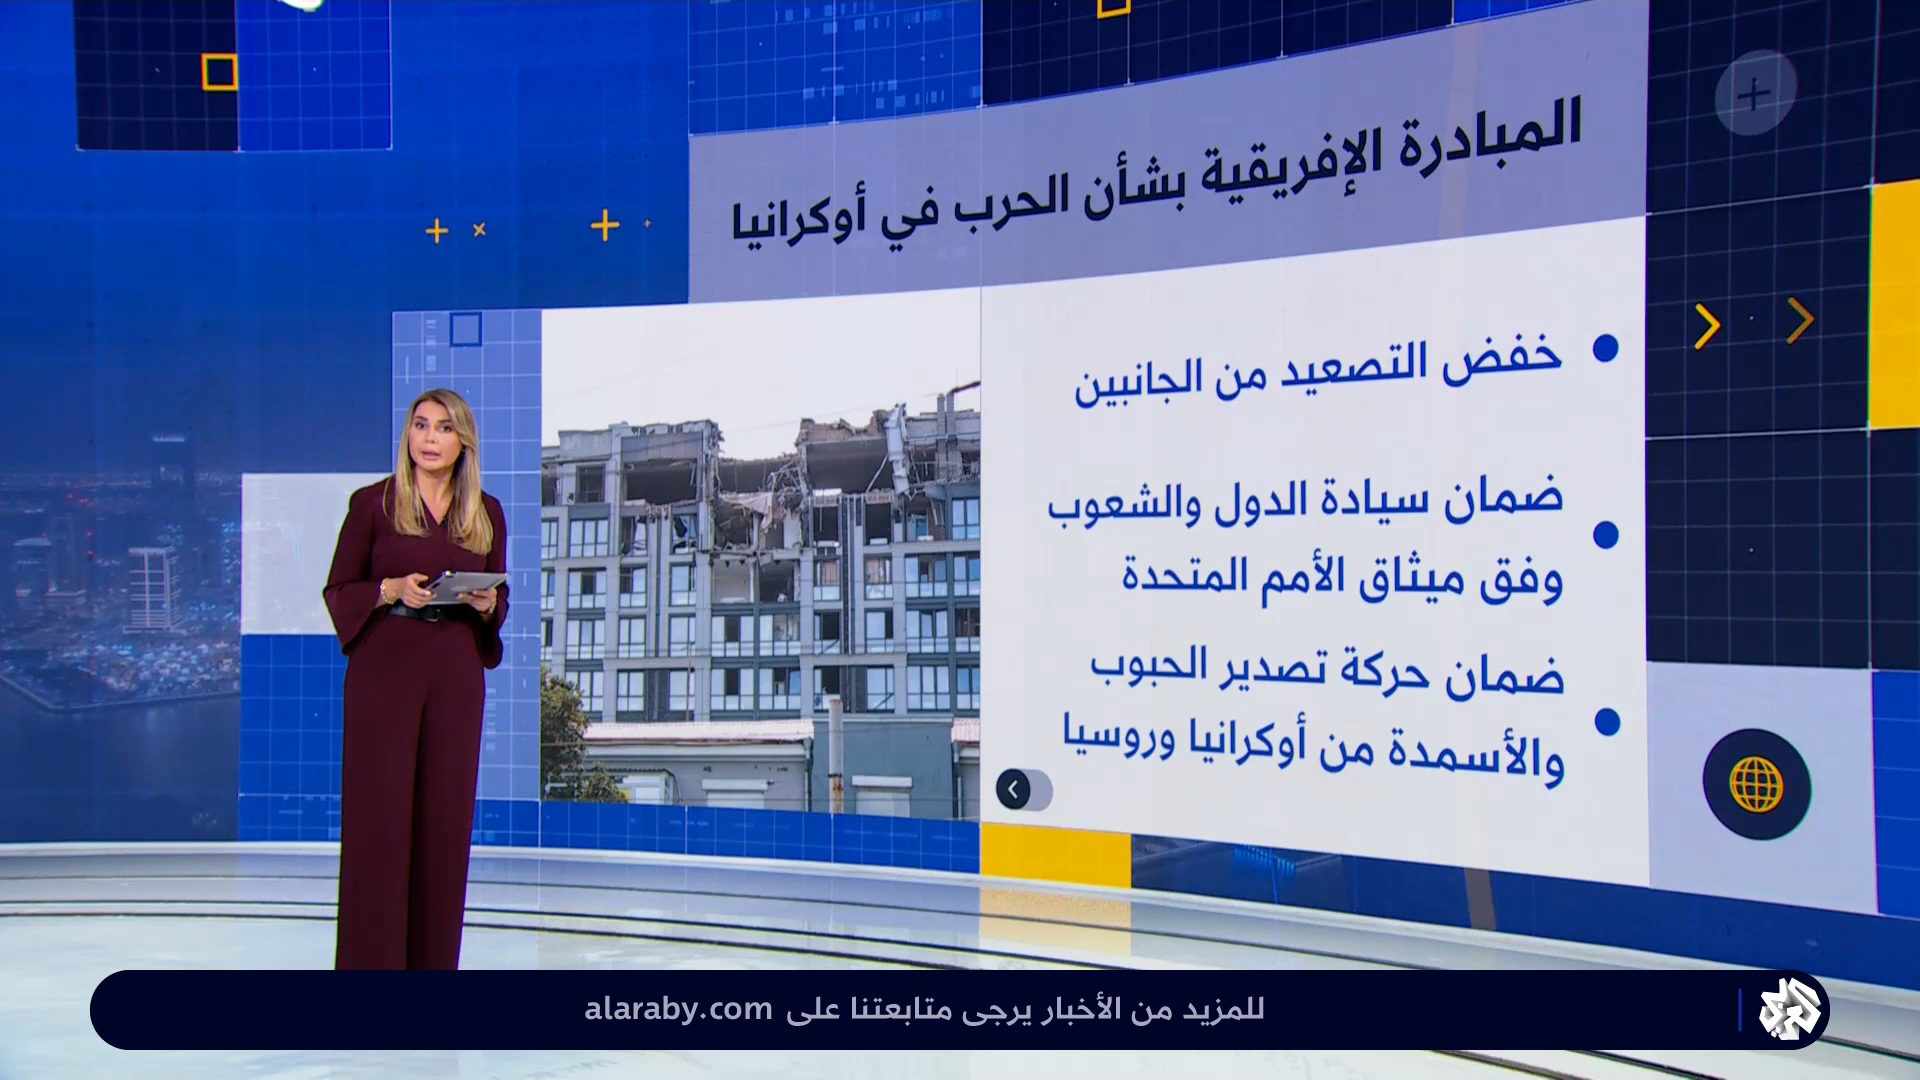 المبادرة الإفريقية بشأن الحرب في أوكرانيا
خفض التصعيد من الجانبين
ضمان سيادة الدول والشعوب
وفق ميثاق الأمم المتحدة
ضمان حركة تصدير الحبوب
والأسمدة من أوكرانيا وروسيا
للمزيد من الأخبار يرجى متابعتنا على alaraby.com